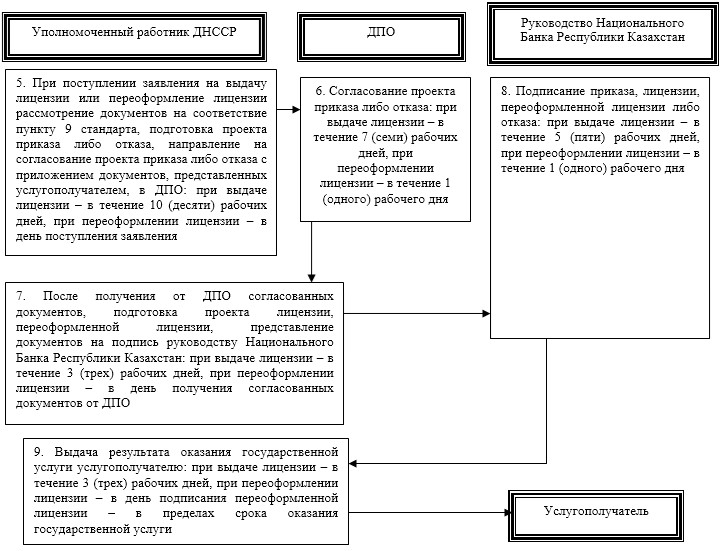 Уполномоченный работник ДНССР
ДПО
Руководство Национального
Банка Республики Казахстан
5. При поступлении заявления на выдачу
лицензии или переоформление лицензии
рассмотрение документов на соответствие
пункту 9 стандарта, подготовка проекта
приказа либо отказа, направление на
согласование проекта приказа либо отказа с
приложением документов, представленных
услугополучателем, в ДПО: при выдаче
лицензии – в течение 10 (десяти) рабочих
дней, при переоформлении лицензии – в
день поступления заявления
6. Согласование проекта
приказа либо отказа: при
выдаче лицензии – в
течение 7 (семи) рабочих
дней, при
переоформлении
лицензии – в течение 1
(одного) рабочего дня
8. Подписание приказа, лицензии,
переоформленной лицензии либо
отказа: при выдаче лицензии – в
течение 5 (пяти) рабочих дней,
при переоформлении лицензии – в
течение 1 (одного) рабочего дня
7. После получения от ДПО согласованных
документов, подготовка проекта лицензии,
переоформленной лицензии, представление
документов на подпись руководству Национального
Банка Республики Казахстан: при выдаче лицензии – в
течение 3 (трех) рабочих дней, при переоформлении
лицензии – в день получения согласованных
документов от ДПО
9. Выдача результата оказания государственной
услуги услугополучателю: при выдаче лицензии – в
течение 3 (трех) рабочих дней, при переоформлении
лицензии – в день подписания переоформленной
лицензии – в пределах срока оказания
государственной услуги
Услугополучатель